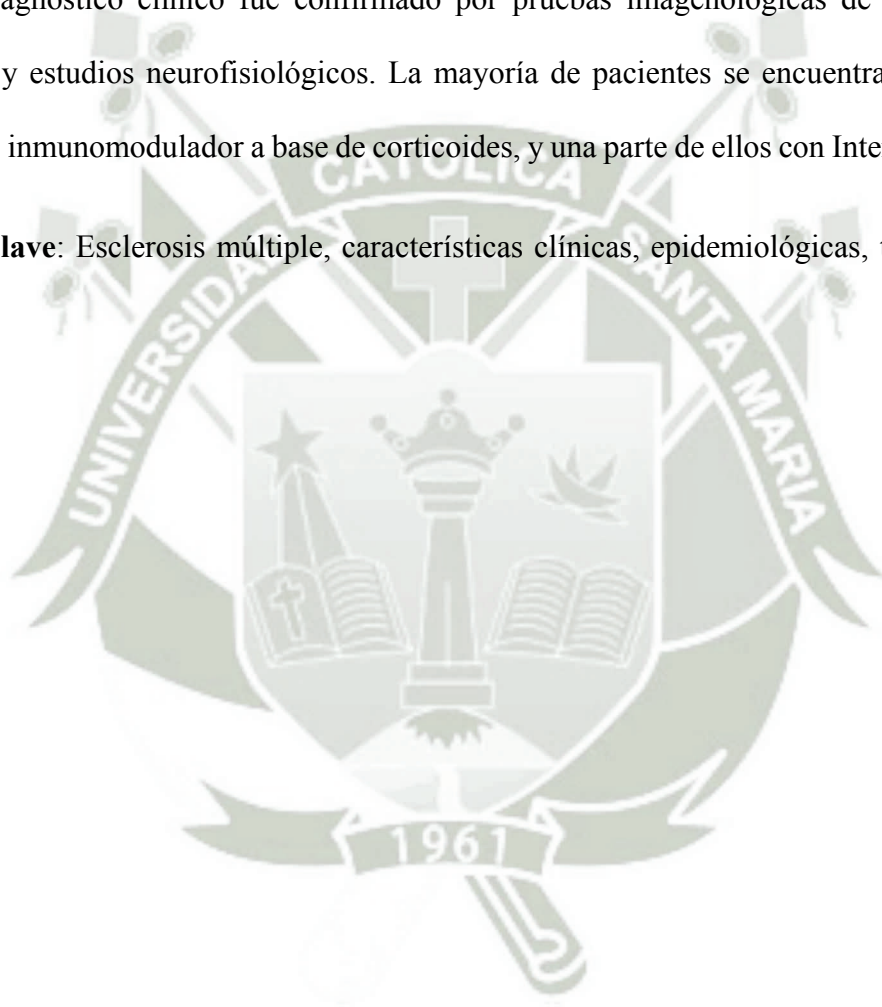 agnóstico clínico fue confirmado por pruebas imagenológicas de
y estudios neurofisiológicos. La mayoría de pacientes se encuentra
inmunomodulador a base de corticoides, y una parte de ellos con Inte
lave: Esclerosis múltiple, características clínicas, epidemiológicas,
UNIVERSIDAD CATOLICA SANTA MARIA
1961